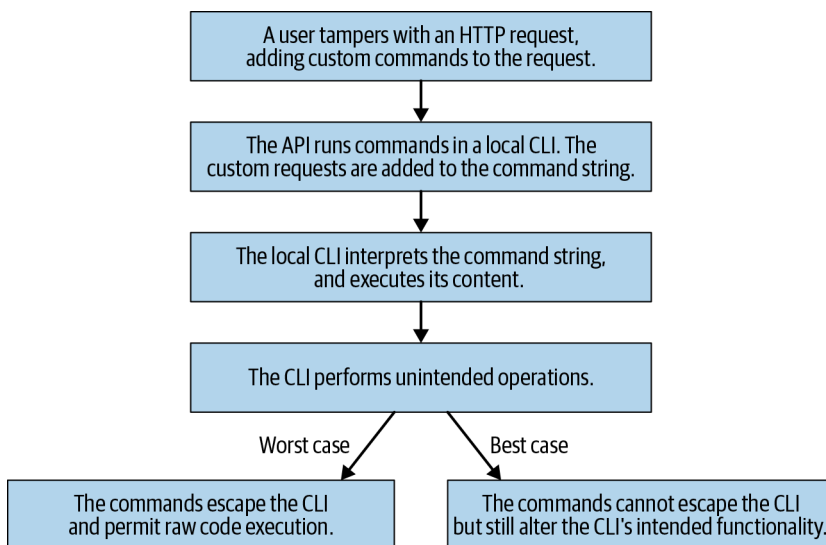 A user tampers with an HTTP request,
adding custom commands to the request.
The API runs commands in a local CLI. The
custom requests are added to the command string.
The local CLI interprets the command string,
and executes its content.
The CLI performs unintended operations.
Worst case
Best case
The commands escape the CLI
and permit raw code execution.
The commands cannot escape the CLI
but still alter the CLI's intended functionality.